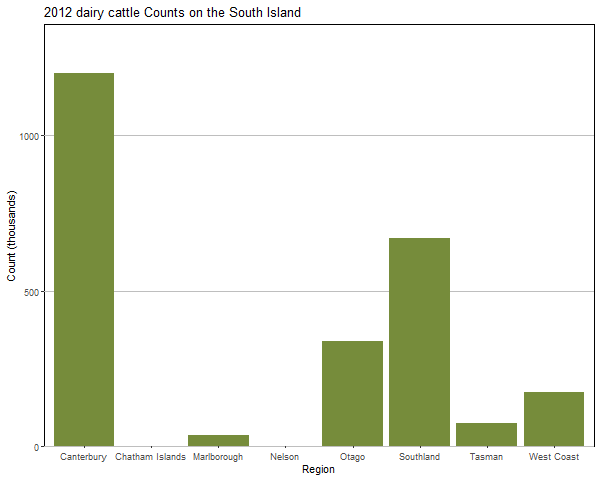 2012 dairy cattle Counts on the South Island
Count (thousands)
1000
500
0
Canterbury Chatham Islands Marlborough Nelson Otago Southland Tasman West Coast
Region